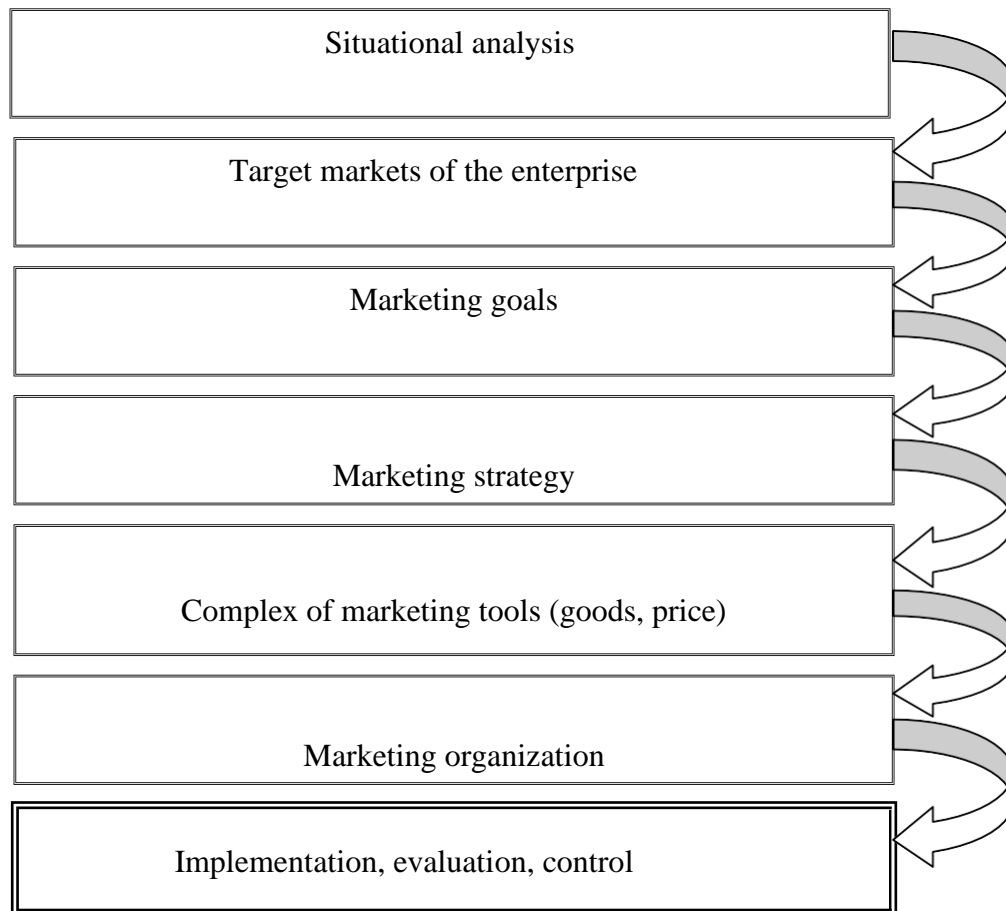 Situational analysis
Target markets of the enterprise
Marketing goals
Marketing strategy
Complex of marketing tools (goods, price)
Marketing organization
Implementation, evaluation, control